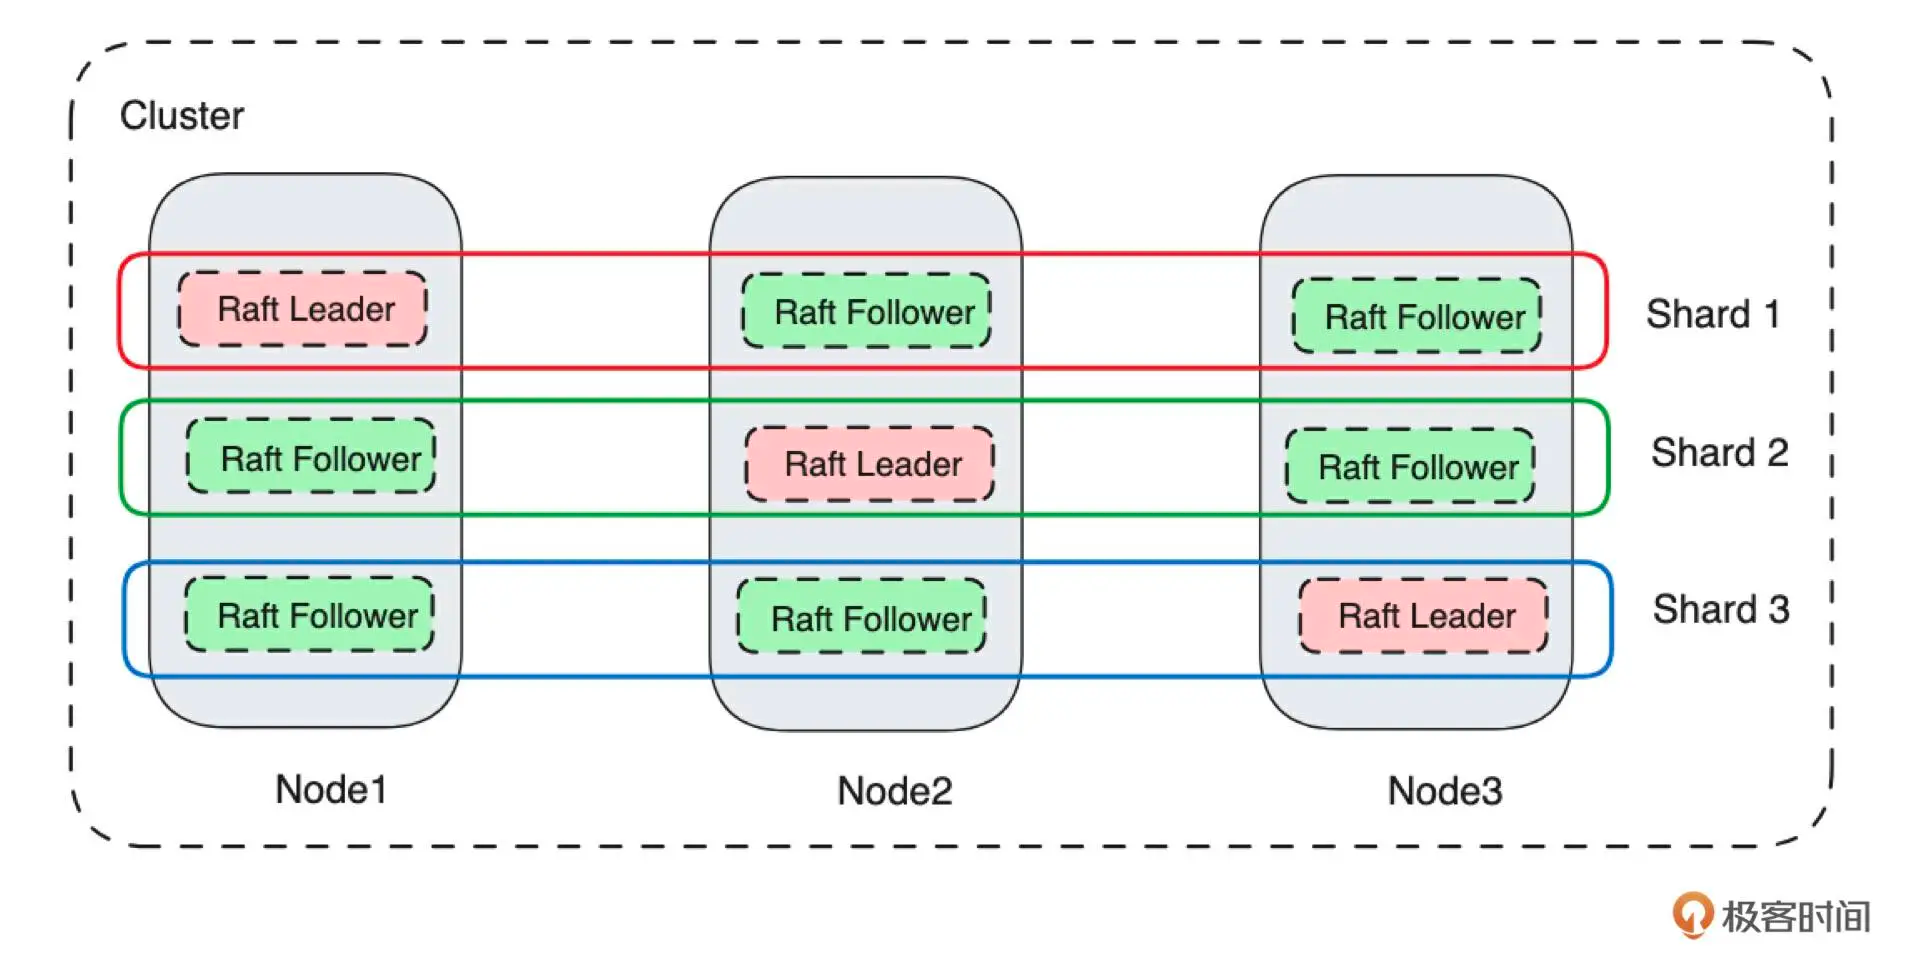 Cluster
Raft Leader
Raft Follower
Raft Follower
Shard 1
Raft Follower
Raft Leader
Raft Follower
Shard 2
Raft Follower
Raft Follower
Raft Leader
Shard 3
Node1
Node2
Node3
极客时间